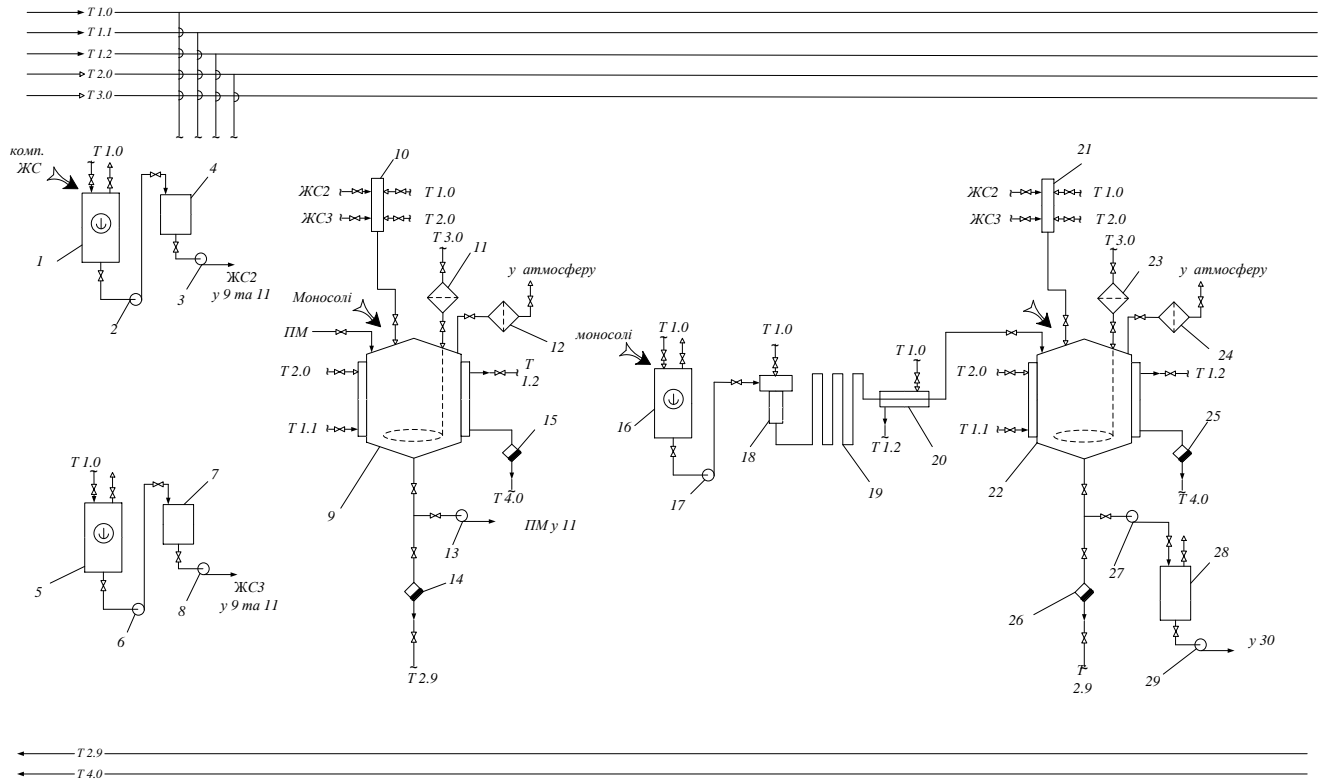 Т 1.0
Т 1.1
Т 1.2
Т 2.0
Т 3.0
комп.
ЖС
Т 1.0
4
1
2
3
ЖС2
у 9 та 11
10
ЖС2
Т 1.0
ЖС3
Т 2.0
Т 3.0
11
у атмосферу
12
Моносолі
ПМ
Т 2.0
Т
1.2
Т 1.1
9
15
Т 4.0
13
ПМ у 11
14
Т 2.9
Т 1.0
7
5
6
8
ЖС3
у 9 та 11
моносолі
Т 1.0
16
17
Т 1.0
18
19
Т 1.0
20
Т 1.2
21
ЖС2
Т 1.0
ЖС3
Т 2.0
Т 3.0
23
у атмосферу
24
Т 2.0
Т 1.2
Т 1.1
22
25
Т 4.0
27
28
26
Т
2.9
29
у 30
Т 2.9
Т 4.0